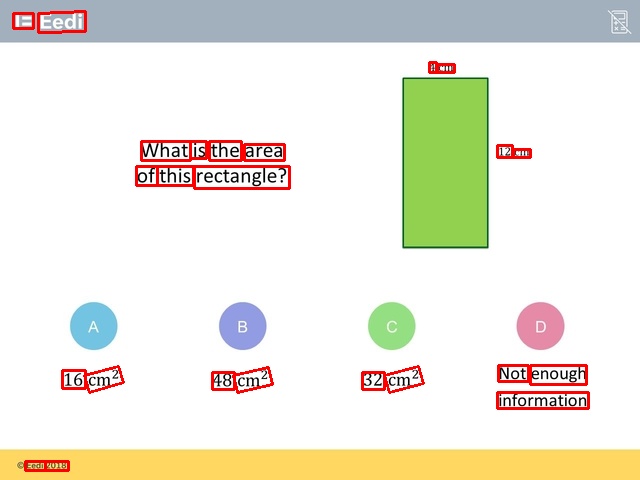 Eedi
cm
12 cm
What is the area
of this rectangle?
A
B
C
D
16 cm²
48 cm²
32 cm²
Not enough
information
© Eedi 2018